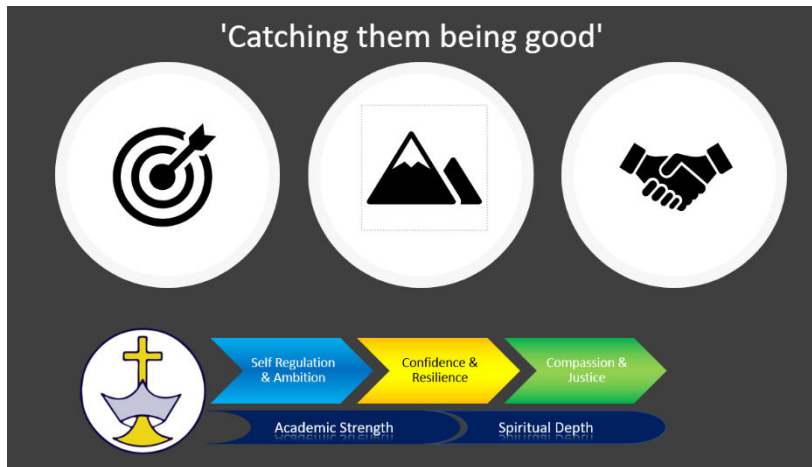 'Catching them being good'
Self Regulation
& Ambition
Confidence &
Resilience
Compassion &
Justice
Academic Strength
Spiritual Depth